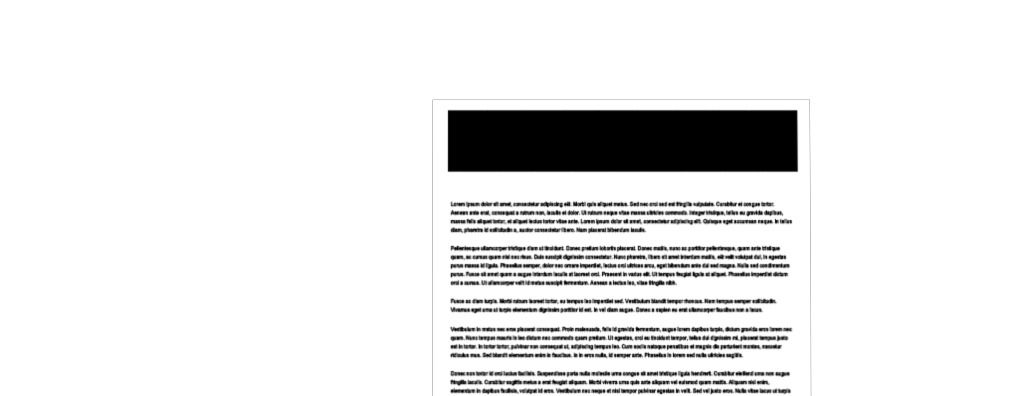 Lorem ipsum dolor sit amet, consectetur adipiscing elit. Morbi quis aliquet metus. Sed nec orci sed est fringilla vulputate. Curabitur et congue tortor.
Aenean ante erat, consequat a rutrum non, iaculis et dolor. Ut rutrum neque vitae massa ultricies commodo. Integer tristique, tellus eu gravida dapibus,
massa felis aliquet tortor, et aliquet lectus tortor vitae ante. Lorem ipsum dolor sit amet, consectetur adipiscing elit. Quisque eget accumsan neque. In tellus
diam, pharetra id sollicitudin a, auctor consectetur libero. Nam placerat bibendum iaculis.
Pellentesque ullamcorper tristique diam ut tincidunt. Donec pretium lobortis placerat. Donec mattis, nunc ac porttitor pellentesque, quam ante tristique
quam, ac cursus quam nisi nec risus. Duis suscipit dignissim consectetur. Nunc pharetra, libero sit amet interdum mattis, elit velit volutpat dui, in egestas
purus massa id ligula. Phasellus semper, dolor nec ornare imperdiet, lectus orci ultrices arcu, eget bibendum ante dui sed magna. Nulla sed condimentum
purus. Fusce sit amet quam a augue interdum iaculis at laoreet orci. Praesent in varius elit. Ut tempus feugiat ligula at aliquet. Phasellus imperdiet dictum
orci a cursus. Ut ullamcorper velit id metus suscipit fermentum. Aenean a lectus leo, vitae fringilla nibh.
Fusce ac diam turpis. Morbi rutrum laoreet tortor, eu tempus leo imperdiet sed. Vestibulum blandit tempor rhoncus. Nam tempus semper sollicitudin.
Vivamus eget urna ut turpis elementum dignissim porttitor id est. In vel diam augue. Donec a sapien eu erat ullamcorper faucibus non a lacus.
Vestibulum in metus nec eros placerat consequat. Proin malesuada, felis id gravida fermentum, augue lorem dapibus turpis, dictum gravida eros lorem nec
quam. Nunc tempus mauris in leo dictum nec commodo quam pretium. Ut egestas, orci eu tincidunt tempor, tellus dui dignissim mi, placerat tempus justo
est in tortor. In tortor tortor, pulvinar non consequat ut, adipiscing tempus leo. Cum sociis natoque penatibus et magnis dis parturient montes, nascetur
ridiculus mus. Sed blandit elementum enim in faucibus. In in eros nulla, id semper ante. Phasellus in lorem sed nulla ultricies sagittis.
Donec non tortor id orci luctus facilisis. Suspendisse porta nulla molestie urna congue sit amet tristique ligula hendrerit. Curabitur eleifend urna non augue
fringilla iaculis. Curabitur sagittis metus a erat feugiat aliquam. Morbi viverra urna quis ante aliquam vel euismod quam mattis. Aliquam nisl enim,
elementum in dapibus facilisis, volutpat id eros. Vestibulum nec neque et nisl tempor pulvinar egestas in velit. Sed vel justo eros. Nulla vitae lacus ut turpis